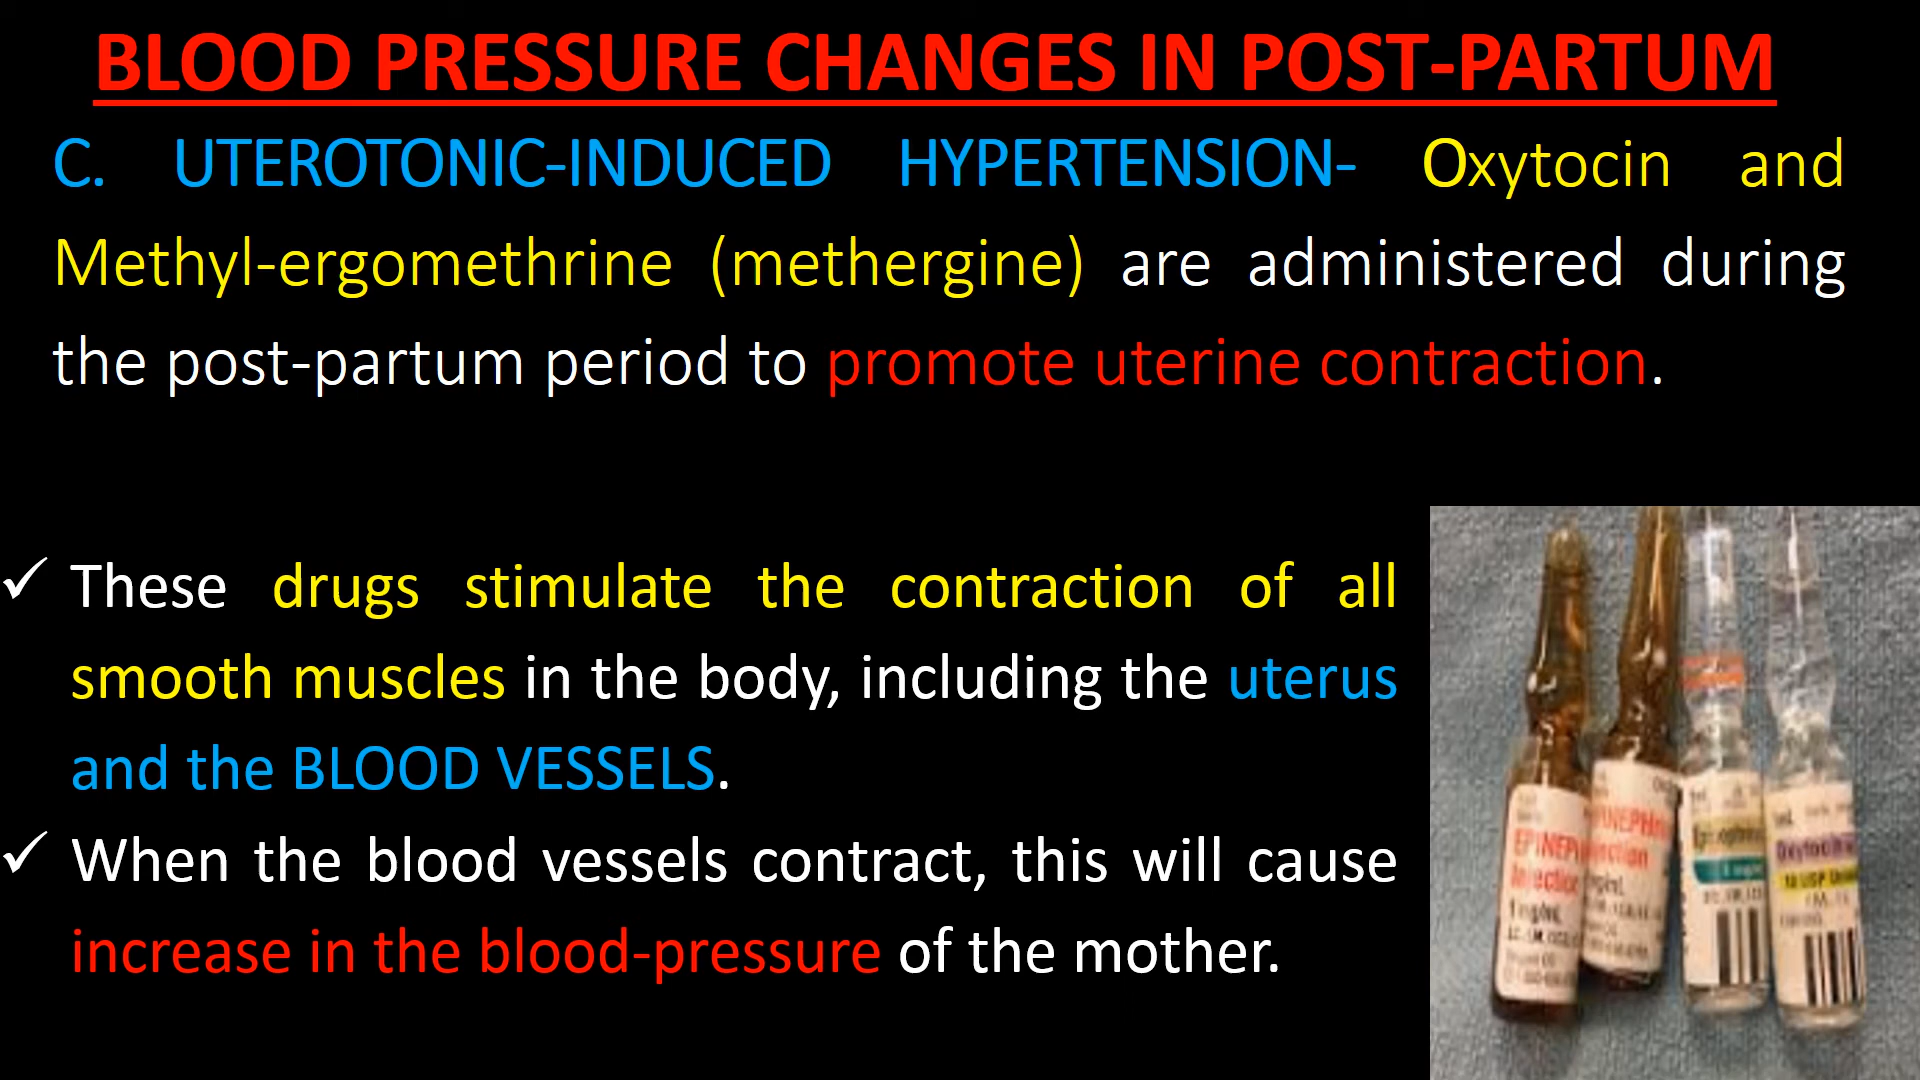 BLOOD PRESSURE CHANGES IN POST-PARTUM
C. UTEROTONIC-INDUCED HYPERTENSION- Oxytocin and
Methyl-ergomethrine (methergine) are administered during
the post-partum period to promote uterine contraction.
✓ These drugs stimulate the contraction of all
smooth muscles in the body, including the uterus
and the BLOOD VESSELS.
✓ When the blood vessels contract, this will cause
increase in the blood-pressure of the mother.